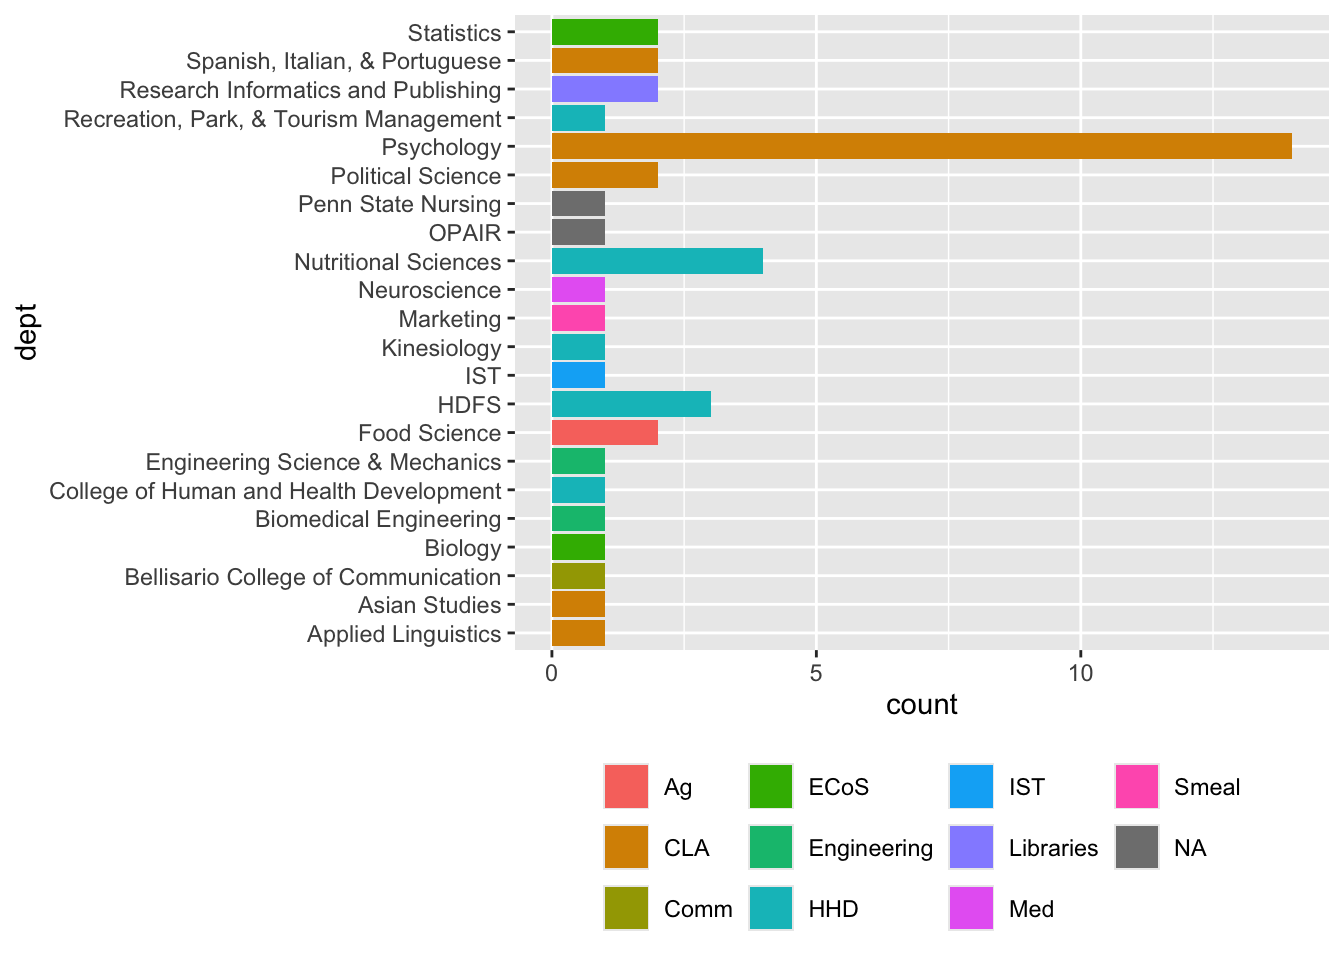 Statistics
Spanish, Italian, & Portuguese
Research Informatics and Publishing
Recreation, Park, & Tourism Management
Psychology
Political Science
Penn State Nursing
OPAIR
Nutritional Sciences
Neuroscience
Marketing
Kinesiology
IST
HDFS
Food Science
Engineering Science & Mechanics
College of Human and Health Development
Biomedical Engineering
Biology
Bellisario College of Communication
Asian Studies
Applied Linguistics
dept
0 5 10
count
Ag ECoS IST Smeal
CLA Engineering Libraries NA
Comm HHD Med